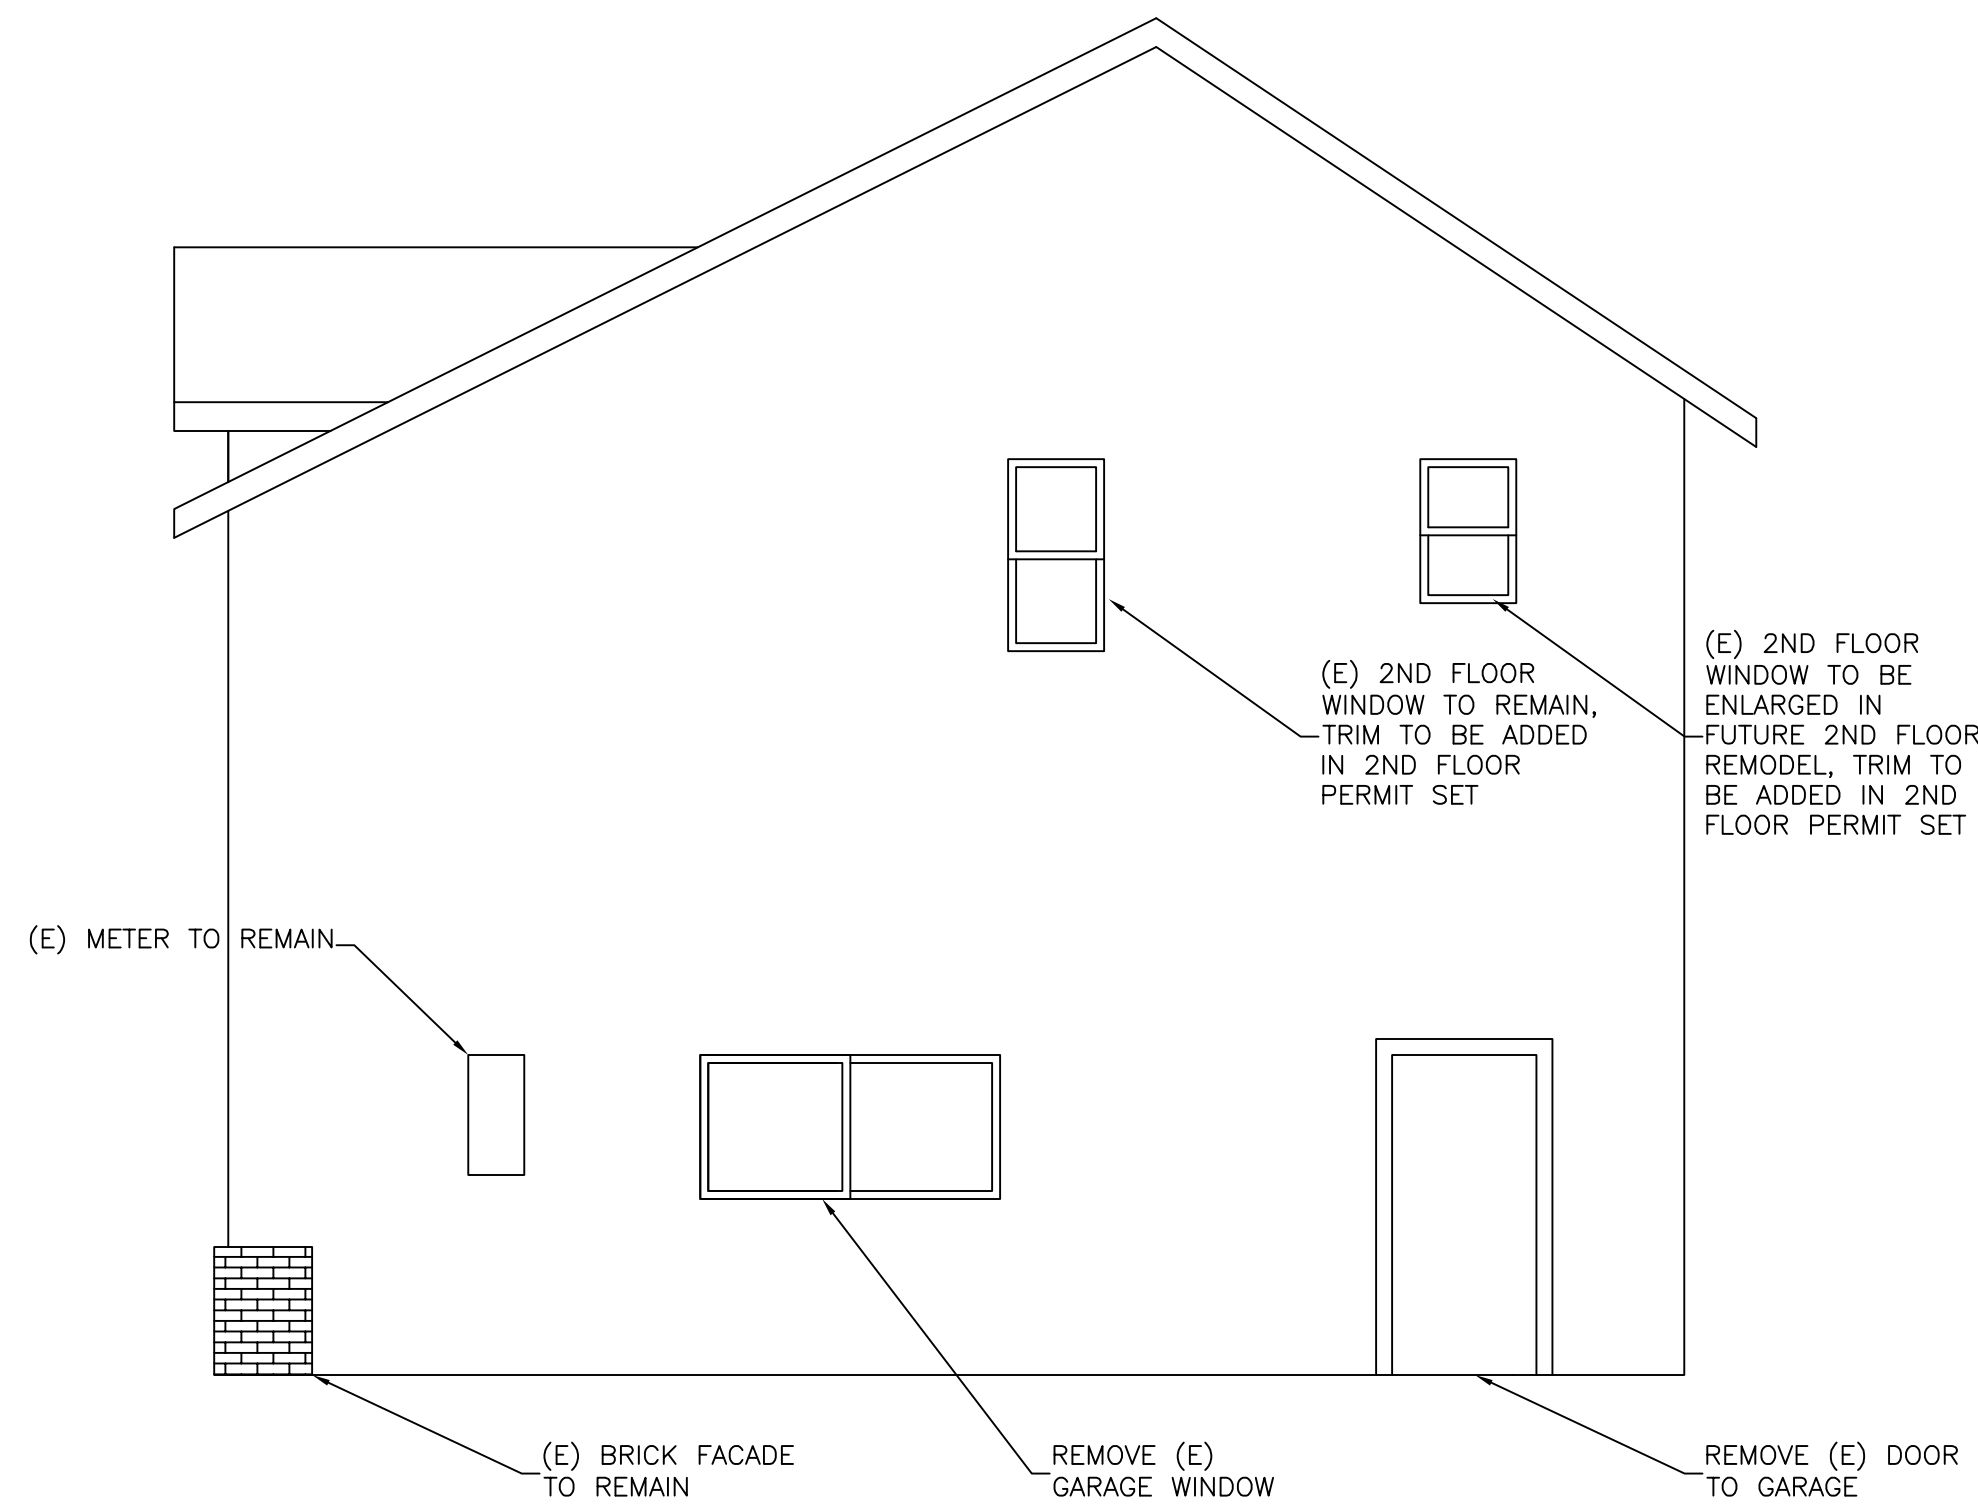 (E) 2ND FLOOR
WINDOW TO REMAIN,
TRIM TO BE ADDED
IN 2ND FLOOR
PERMIT SET
(E) 2ND FLOOR
WINDOW TO BE
ENLARGED IN
FUTURE 2ND FLOOR
REMODEL, TRIM TO
BE ADDED IN 2ND
FLOOR PERMIT SET
(E) METER TO REMAIN
(E) BRICK FACADE
TO REMAIN
REMOVE (E)
GARAGE WINDOW
REMOVE (E) DOOR
TO GARAGE